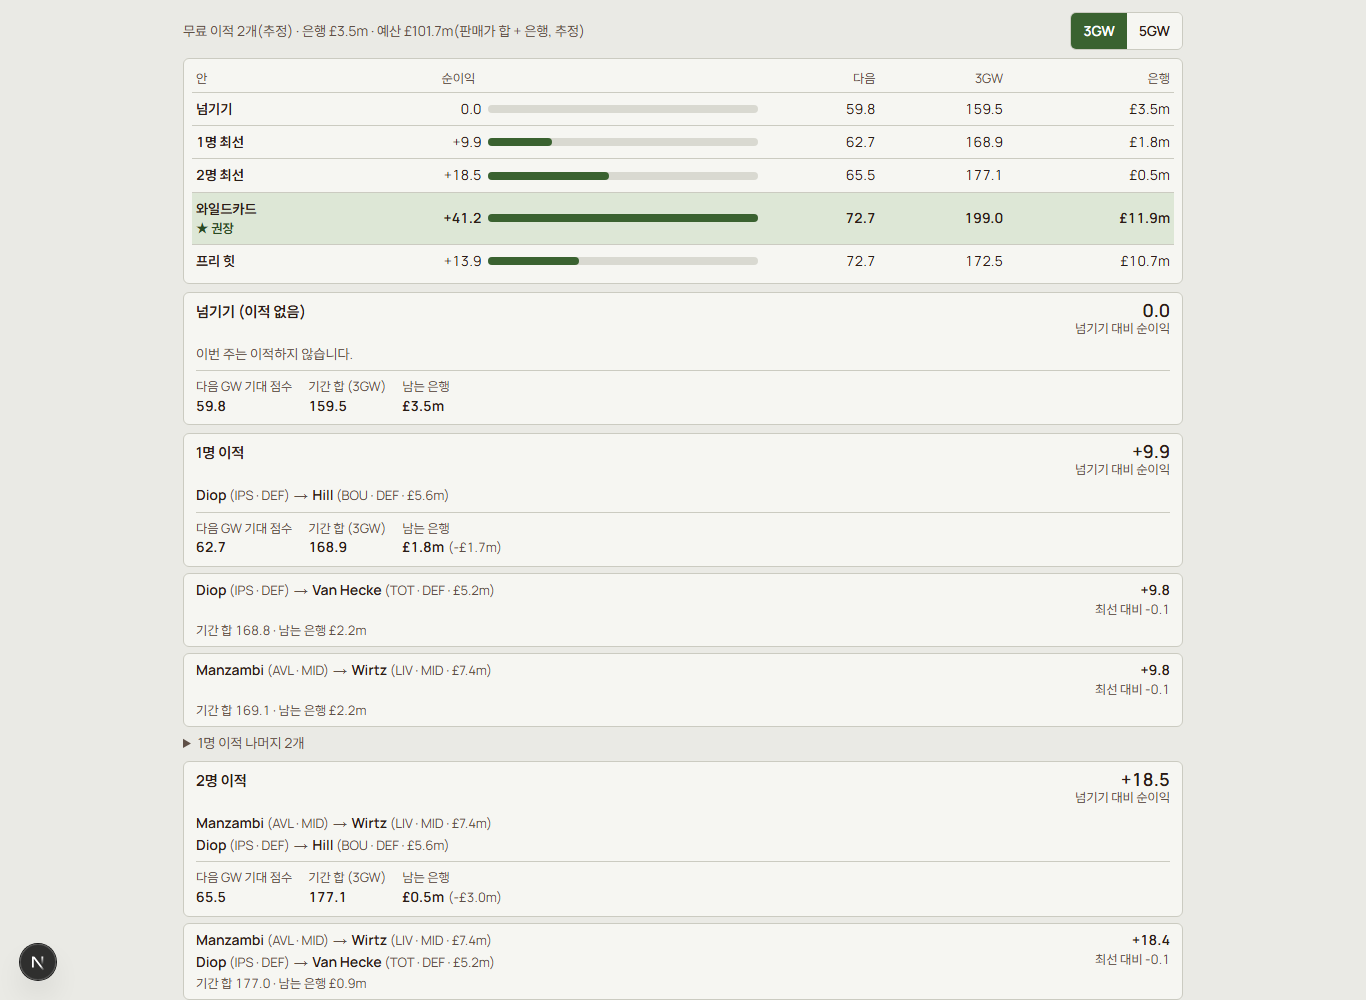 무료 이적 2개(추정) · 은행 £3.5m · 예산 £101.7m(판매가 합 + 은행, 추정)
3GW 5GW
안 순이익 다음 3GW 은행
넘기기 0.0 59.8 159.5 £3.5m
1명 최선 +9.9 62.7 168.9 £1.8m
2명 최선 +18.5 65.5 177.1 £0.5m
와일드카드
★ 권장
+41.2 72.7 199.0 £11.9m
프리 힛 +13.9 72.7 172.5 £10.7m
넘기기 (이적 없음) 0.0
넘기기 대비 순이익
이번 주는 이적하지 않습니다.
다음 GW 기대 점수 기간 합 (3GW) 남는 은행
59.8 159.5 £3.5m
1명 이적 +9.9
넘기기 대비 순이익
Diop (IPS · DEF) → Hill (BOU · DEF · £5.6m)
다음 GW 기대 점수 기간 합 (3GW) 남는 은행
62.7 168.9 £1.8m (-£1.7m)
Diop (IPS · DEF) → Van Hecke (TOT · DEF · £5.2m) +9.8
최선 대비 -0.1
기간 합 168.8 · 남는 은행 £2.2m
Manzambi (AVL · MID) → Wirtz (LIV · MID · £7.4m) +9.8
최선 대비 -0.1
기간 합 169.1 · 남는 은행 £2.2m
▶ 1명 이적 나머지 2개
2명 이적 +18.5
넘기기 대비 순이익
Manzambi (AVL · MID) → Wirtz (LIV · MID · £7.4m)
Diop (IPS · DEF) → Hill (BOU · DEF · £5.6m)
다음 GW 기대 점수 기간 합 (3GW) 남는 은행
65.5 177.1 £0.5m (-£3.0m)
Manzambi (AVL · MID) → Wirtz (LIV · MID · £7.4m) +18.4
Diop (IPS · DEF) → Van Hecke (TOT · DEF · £5.2m) 최선 대비 -0.1
기간 합 177.0 · 남는 은행 £0.9m
N